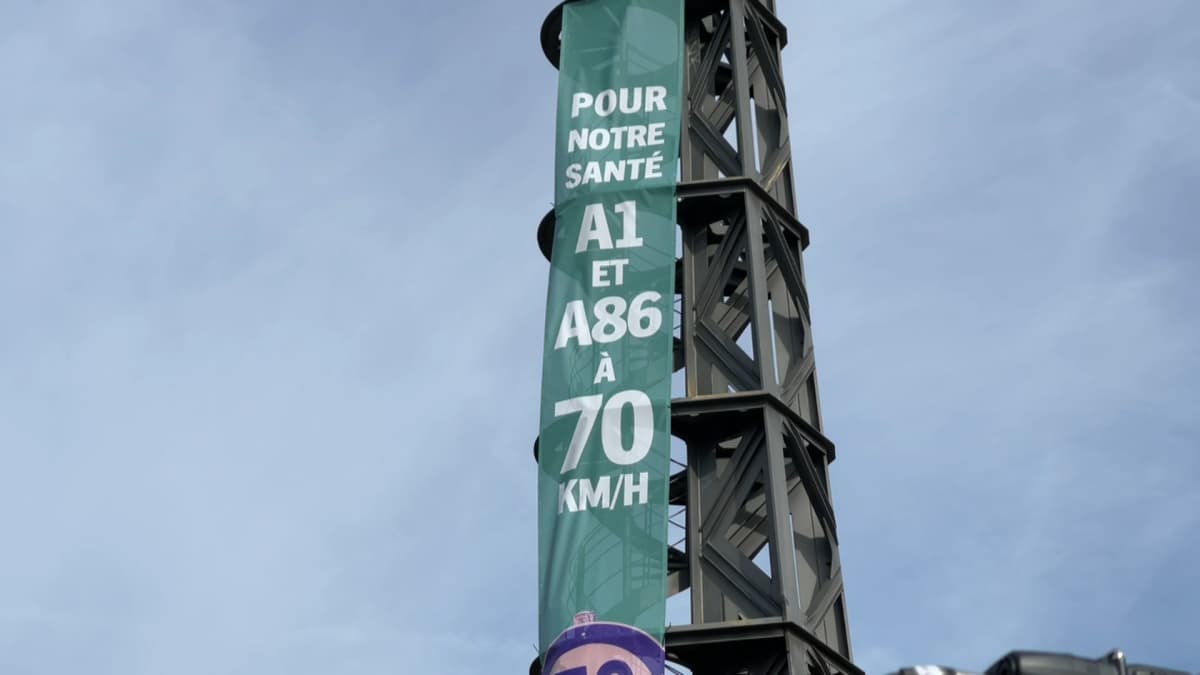 POUR
NOTRE
SANTÉ
A1
ET
A86
À
70
KM/H